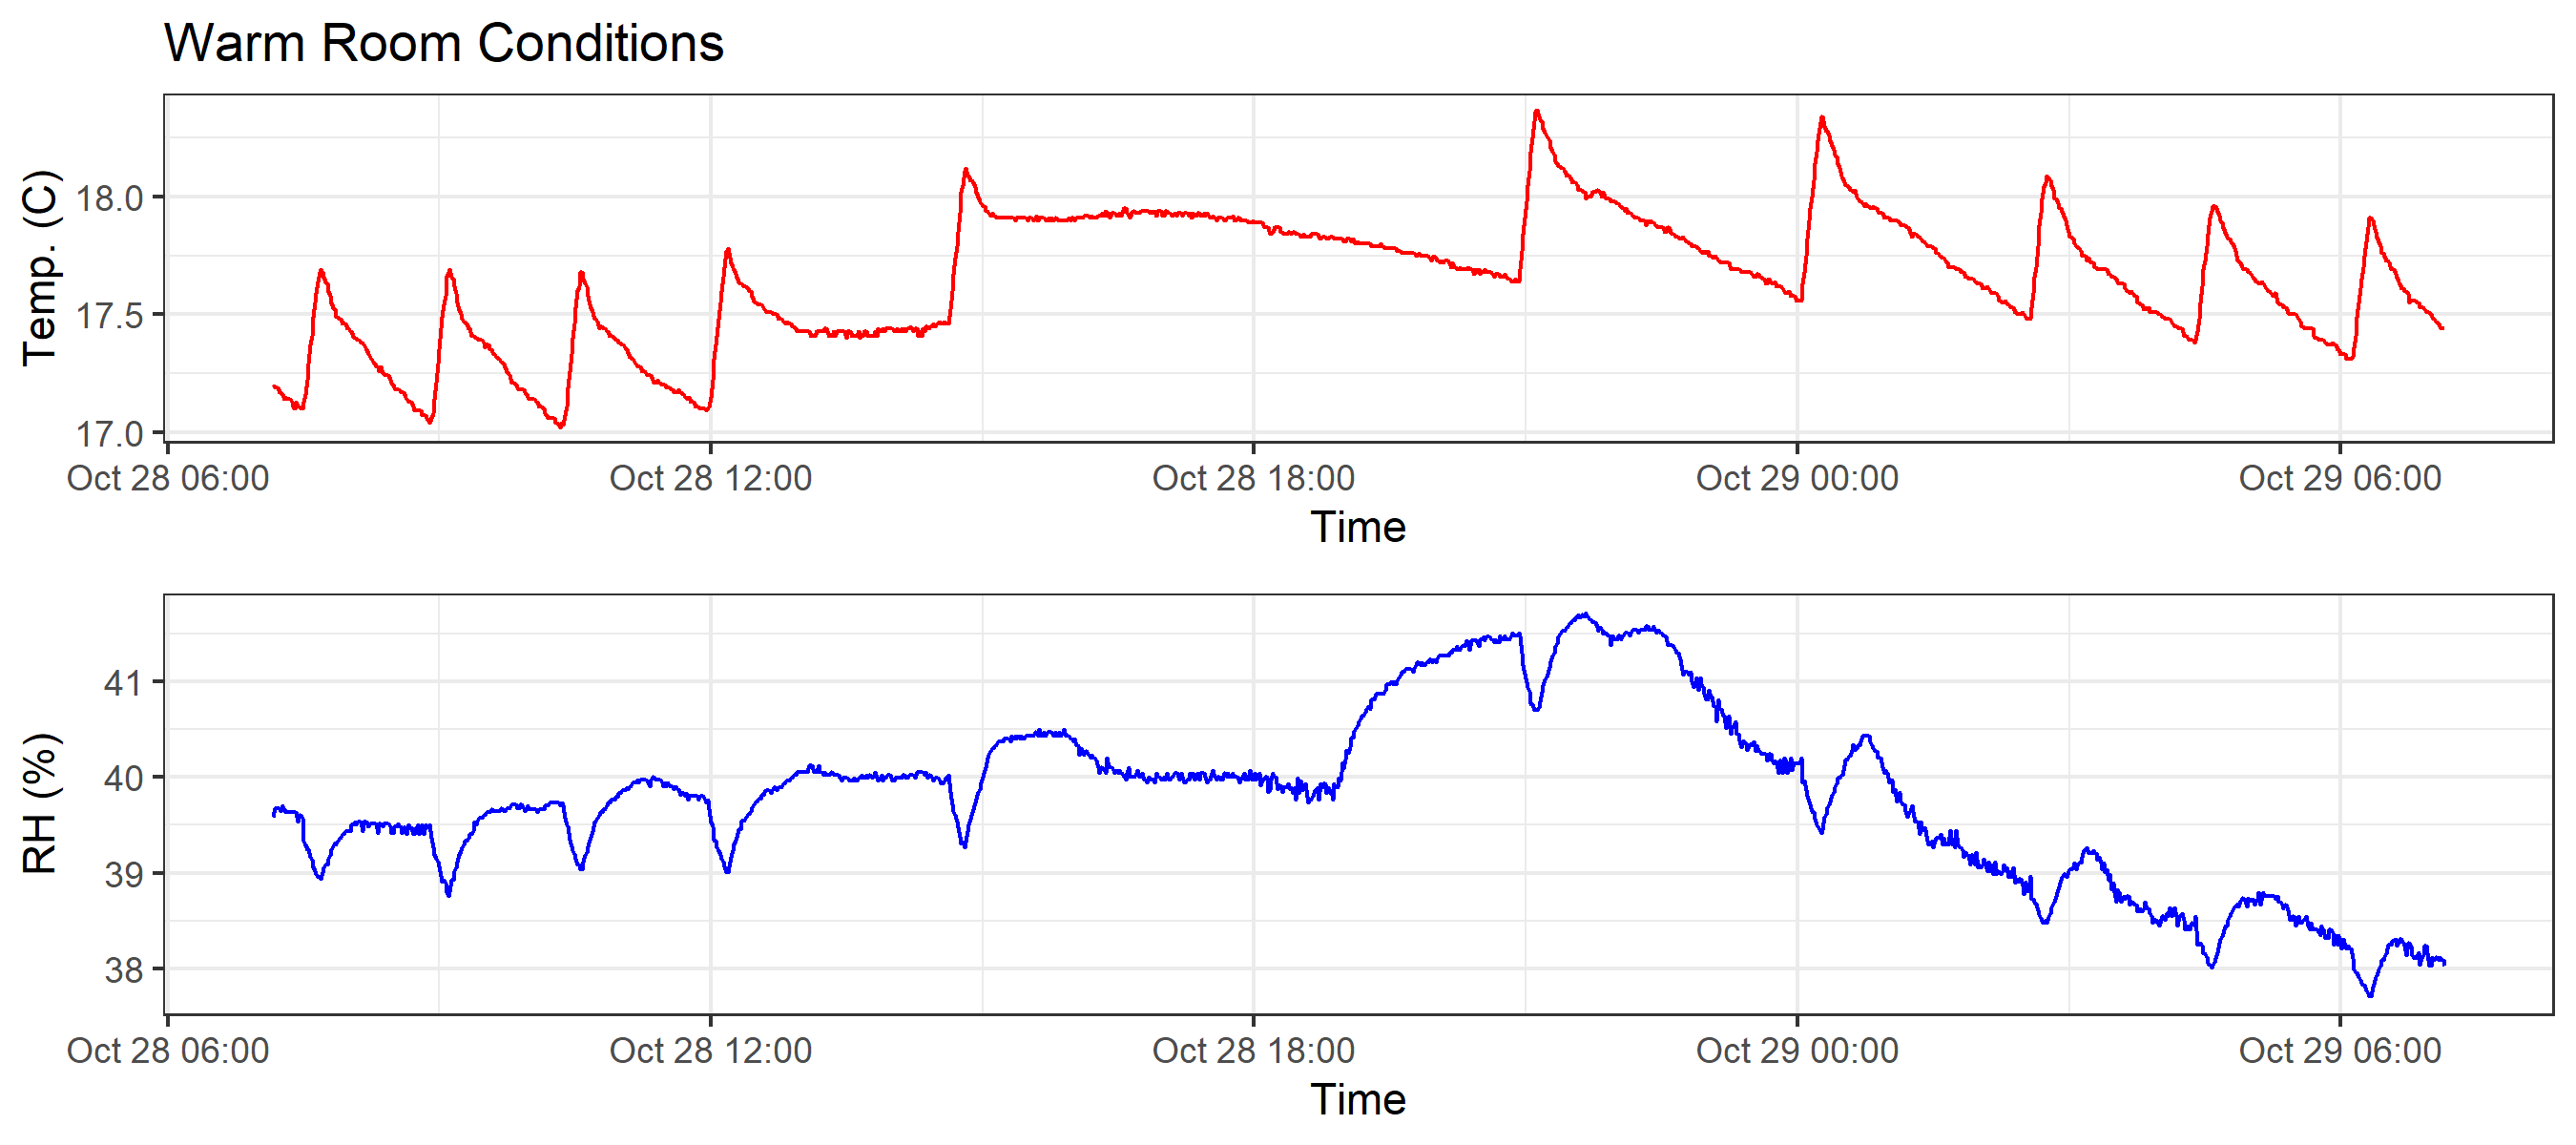 Warm Room Conditions
Temp. (C)
18.0
17.5
17.0
Oct 28 06:00 Oct 28 12:00 Oct 28 18:00 Oct 29 00:00 Oct 29 06:00
Time
RH (%)
41
40
39
38
Oct 28 06:00 Oct 28 12:00 Oct 28 18:00 Oct 29 00:00 Oct 29 06:00
Time